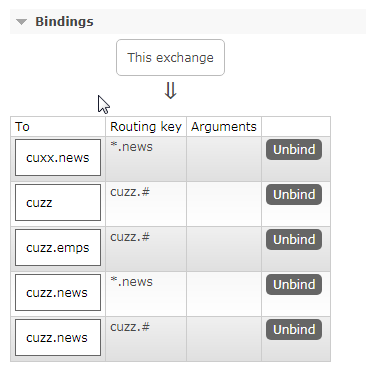 Bindings
This exchange
⇓
To Routing key Arguments
cuxx.news *.news Unbind
cuzz cuzz.# Unbind
cuzz.emps cuzz.# Unbind
cuzz.news *.news Unbind
cuzz.news cuzz.# Unbind